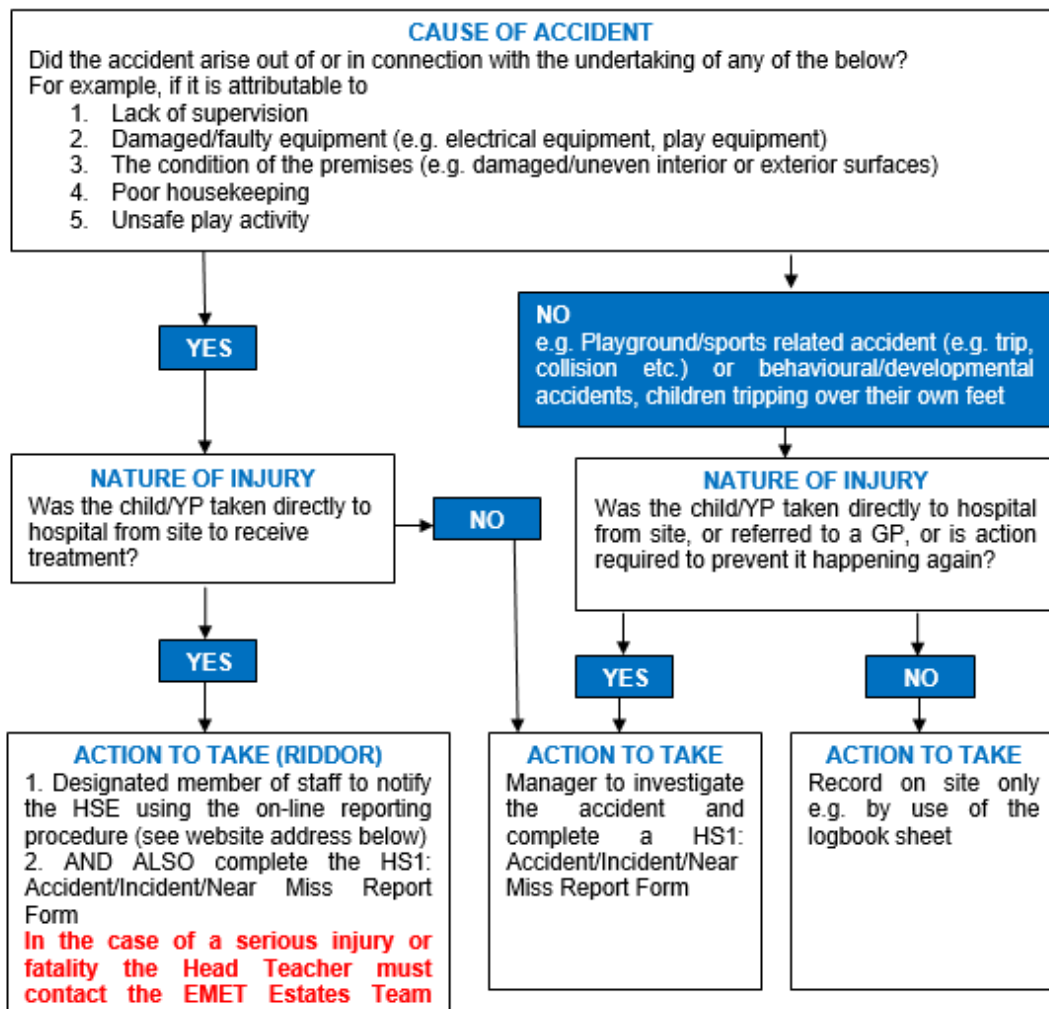 CAUSE OF ACCIDENT
Did the accident arise out of or in connection with the undertaking of any of the below?
For example, if it is attributable to
1. Lack of supervision
2. Damaged/faulty equipment (e.g. electrical equipment, play equipment)
3. The condition of the premises (e.g. damaged/uneven interior or exterior surfaces)
4. Poor housekeeping
5. Unsafe play activity
YES
NO
e.g. Playground/sports related accident (e.g. trip,
collision etc.) or behavioural/developmental
accidents, children tripping over their own feet
NATURE OF INJURY
Was the child/YP taken directly to
hospital from site to receive
treatment?
NO
NATURE OF INJURY
Was the child/YP taken directly to hospital
from site, or referred to a GP, or is action
required to prevent it happening again?
YES
YES
NO
ACTION TO TAKE (RIDDOR)
1. Designated member of staff to notify
the HSE using the on-line reporting
procedure (see website address below)
2. AND ALSO complete the HS1:
Accident/Incident/Near Miss Report
Form
In the case of a serious injury or
fatality the Head Teacher must
contact the EMET Estates Team
ACTION TO TAKE
Manager to investigate
the accident and
complete a HS1:
Accident/Incident/Near
Miss Report Form
ACTION TO TAKE
Record on site only
e.g. by use of the
logbook sheet